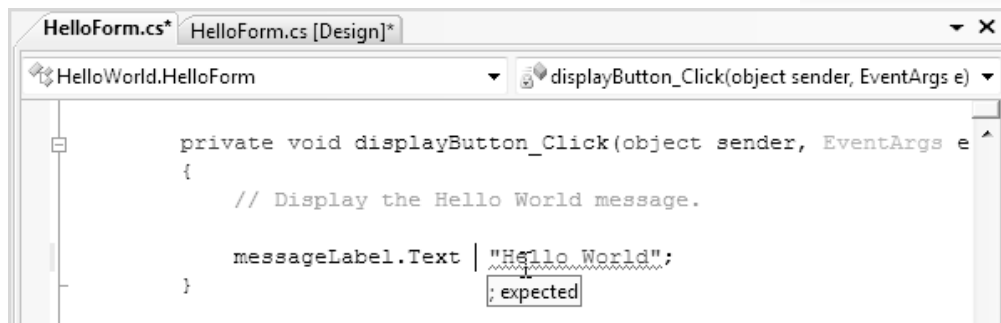 HelloForm.cs* HelloForm.cs [Design]*
HelloWorld.HelloForm displayButton_Click(object sender, EventArgs e)
private void displayButton_Click(object sender, EventArgs e
{
// Display the Hello World message.
messageLabel.Text "Hello World";
}
; expected